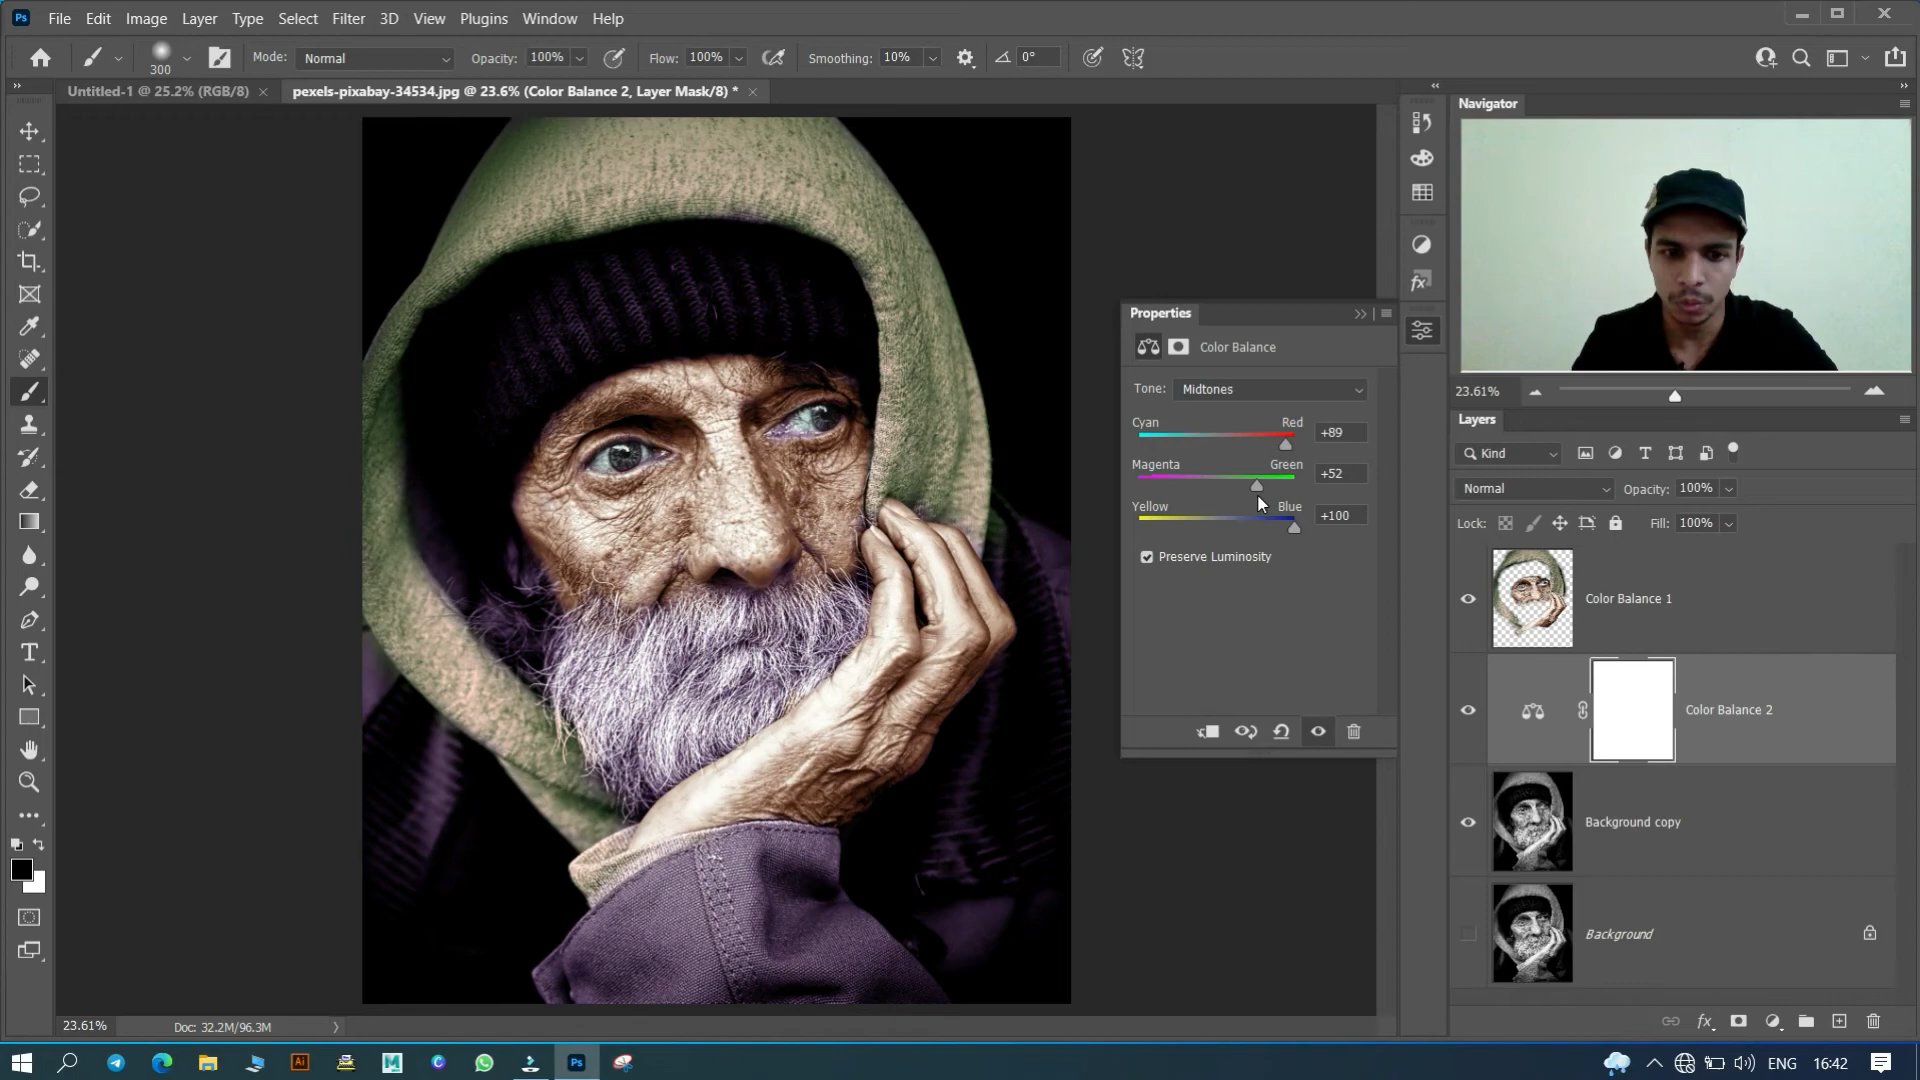 Ps File Edit Image Layer Type Select Filter 3D View Plugins Window Help
300 Mode: Normal Opacity: 100% Flow: 100% Smoothing: 10% 0°
Untitled-1 @ 25.2% (RGB/8) pexels-pixabay-34534.jpg @ 23.6% (Color Balance 2, Layer Mask/8) *
Navigator
Properties
Color Balance
Tone: Midtones
Cyan Red +89
Magenta Green +52
Yellow Blue +100
Preserve Luminosity
23.61%
Layers
Kind
Normal Opacity: 100%
Lock: Fill: 100%
Color Balance 1
Color Balance 2
Background copy
Background
23.61% Doc: 32.2M/96.3M
Ai M C Ps ENG 16:42